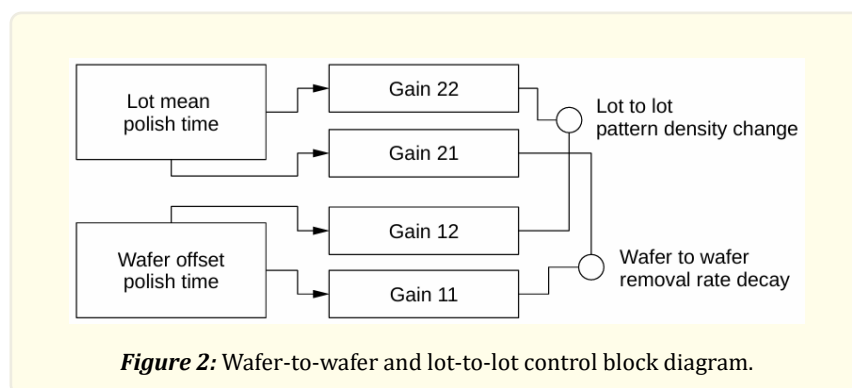 Lot mean
polish time
Gain 22
Lot to lot
pattern density change
Gain 21
Wafer offset
polish time
Gain 12
Gain 11
Wafer to wafer
removal rate decay
Figure 2: Wafer-to-wafer and lot-to-lot control block diagram.